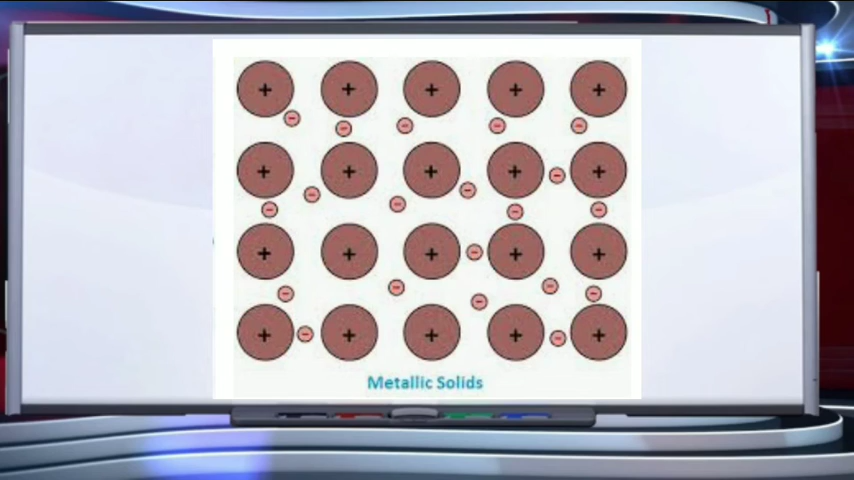 + + + + +
- - - - -
+ + + + +
- - - - - - - -
+ + + + +
- - - - - -
+ + + + +
- -
Metallic Solids